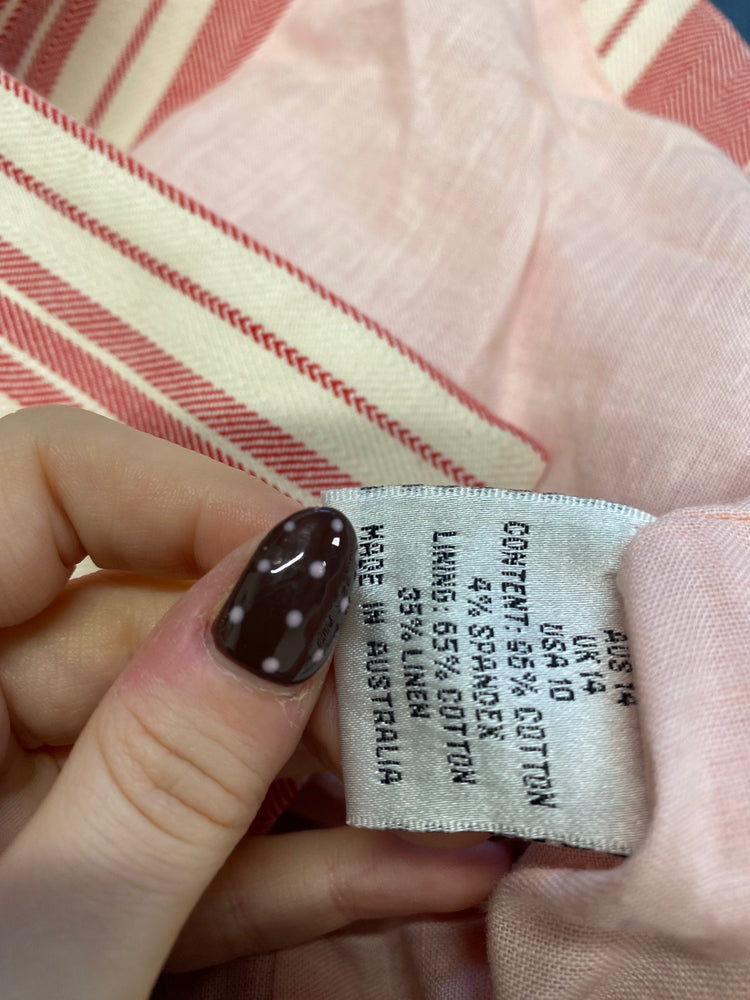 AUS 14
UK 14
USA 10
CONTENT: 96% COTTON
4% SPANDEX
LINING: 65% COTTON
35% LINEN
MADE IN AUSTRALIA